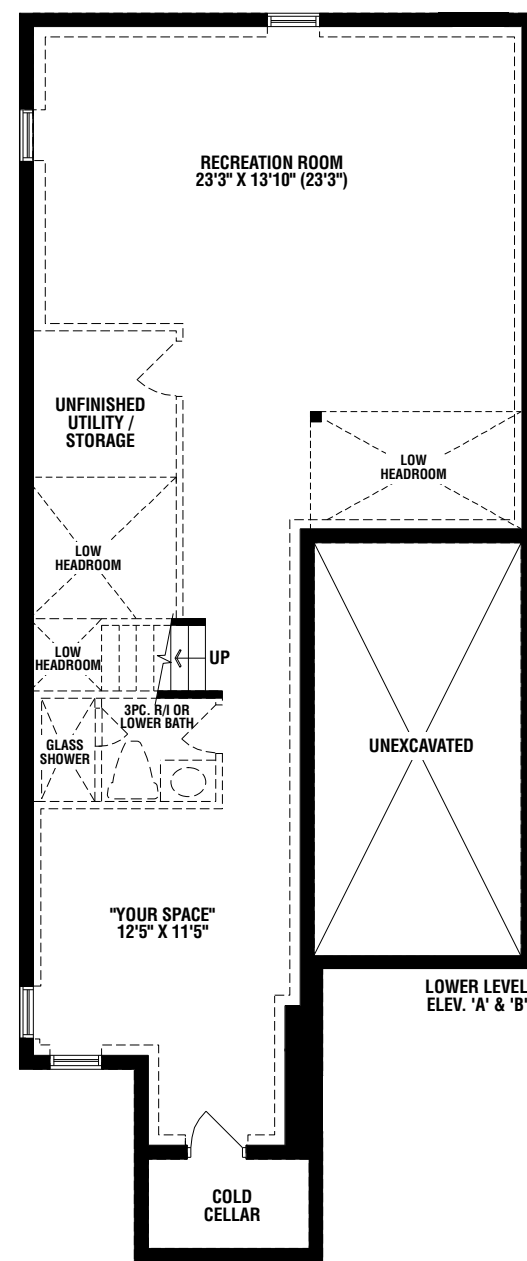 RECREATION ROOM
23'3" X 13'10" (23'3")
UNFINISHED
UTILITY /
STORAGE
LOW
HEADROOM
LOW
HEADROOM
LOW
HEADROOM
UP
3PC. R/I OR
LOWER BATH
GLASS
SHOWER
UNEXCAVATED
"YOUR SPACE"
12'5" X 11'5"
LOWER LEVEL
ELEV. 'A' & 'B'
COLD
CELLAR